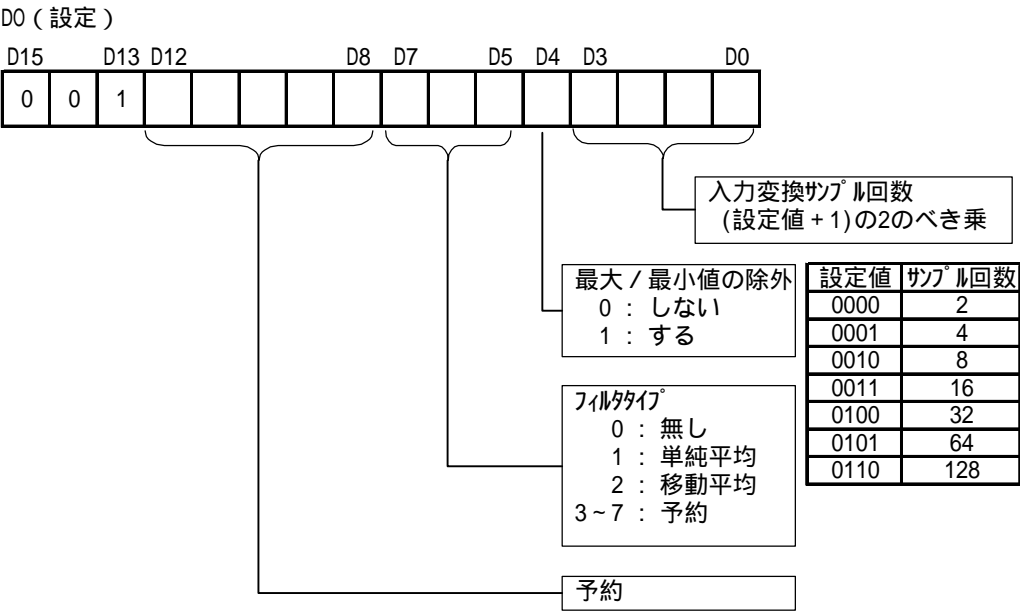 DO(設定)
D15 D13 D12 D8 D7 D5 D4 D3 D0
0 0 1
入力変換ｻﾝﾌﾟﾙ回数
(設定値+1)の2のべき乗
最大/最小値の除外
0:しない
1:する
設定値 ｻﾝﾌﾟﾙ回数
0000 2
0001 4
0010 8
0011 16
0100 32
0101 64
0110 128
ﾌｨﾙﾀﾀｲﾌﾟ
0:無し
1:単純平均
2:移動平均
3~7:予約
予約